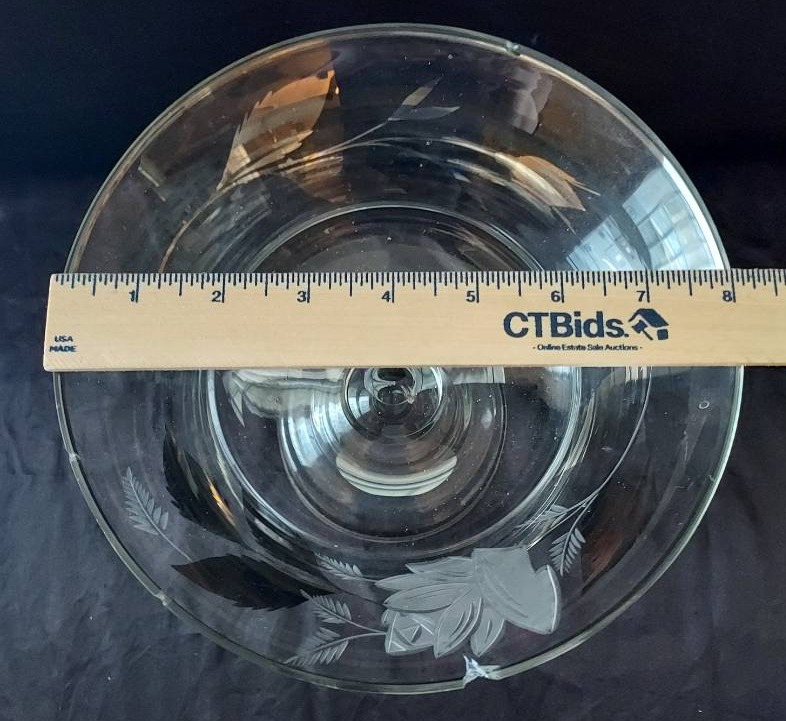 1 2 3 4 5 6 7 8
CTBids.
- Online Estate Sale Auctions -
USA
MADE